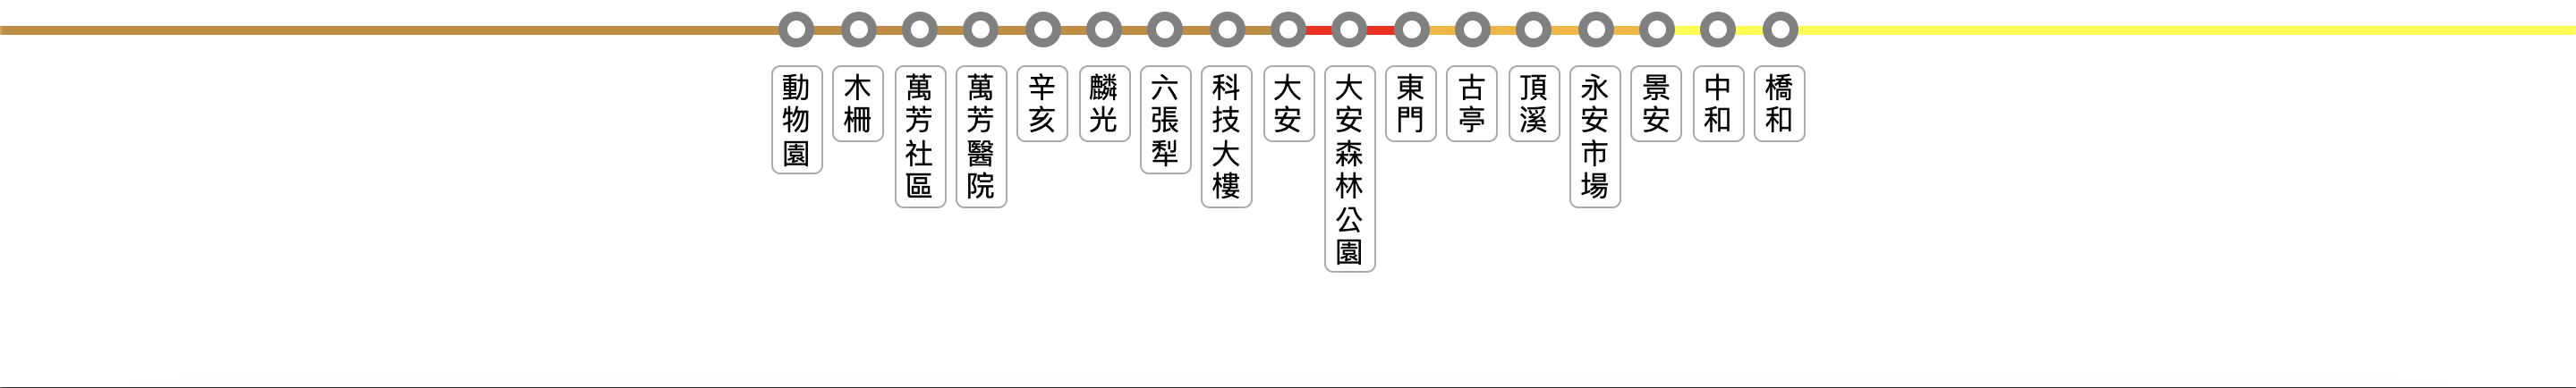 動物園
木柵
萬芳社區
萬芳醫院
辛亥
麟光
六張犁
科技大樓
大安
大安森林公園
東門
古亭
頂溪
永安市場
景安
中和
橋和